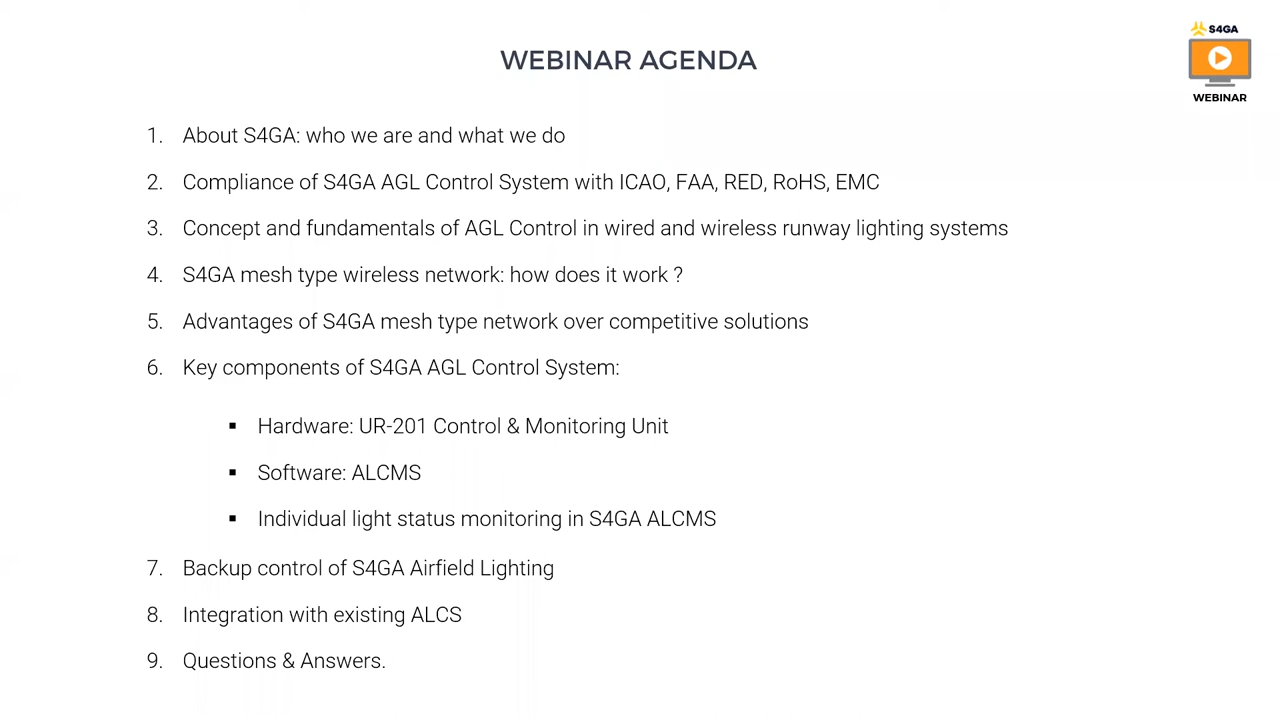 S4GA
WEBINAR
WEBINAR AGENDA
1. About S4GA: who we are and what we do
2. Compliance of S4GA AGL Control System with ICAO, FAA, RED, RoHS, EMC
3. Concept and fundamentals of AGL Control in wired and wireless runway lighting systems
4. S4GA mesh type wireless network: how does it work ?
5. Advantages of S4GA mesh type network over competitive solutions
6. Key components of S4GA AGL Control System:
▪ Hardware: UR-201 Control & Monitoring Unit
▪ Software: ALCMS
▪ Individual light status monitoring in S4GA ALCMS
7. Backup control of S4GA Airfield Lighting
8. Integration with existing ALCS
9. Questions & Answers.